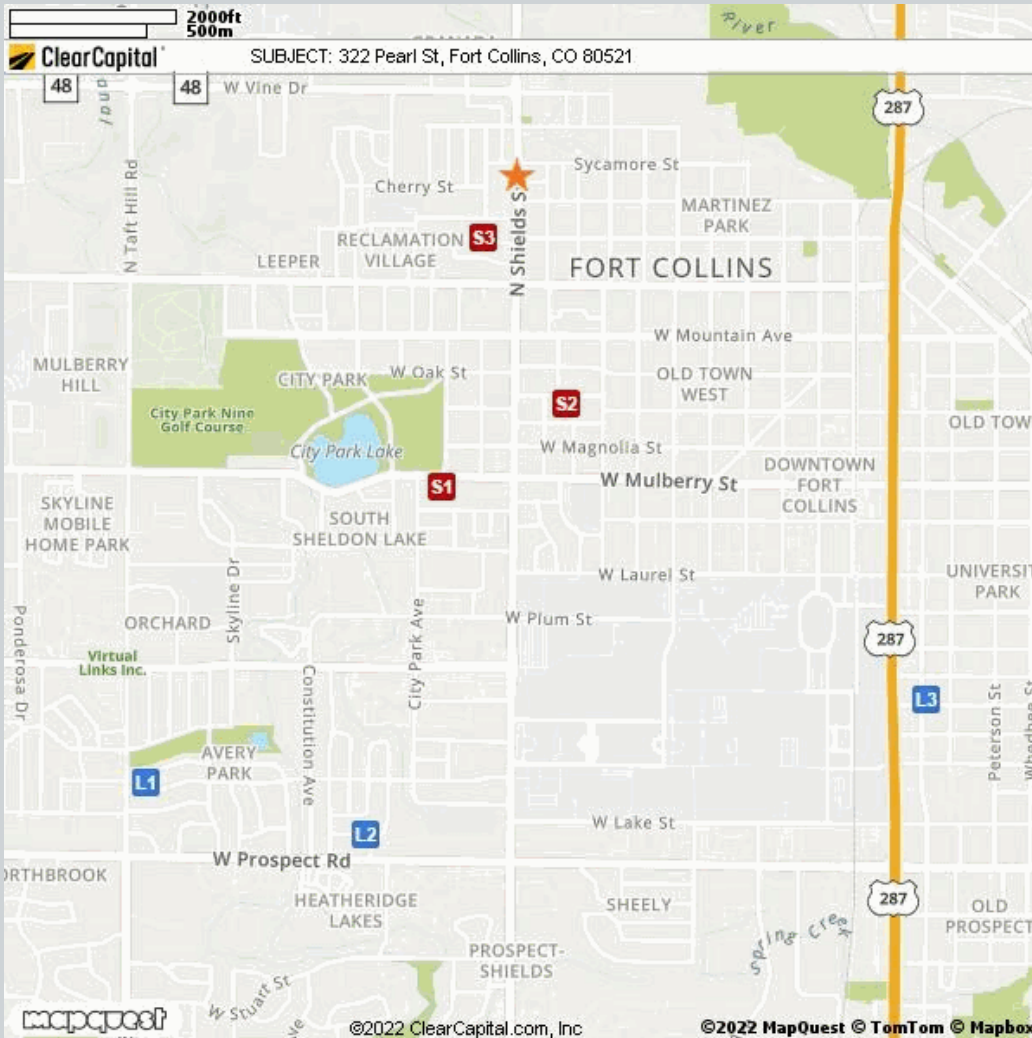 2000ft
500m
River
ClearCapital
SUBJECT: 322 Pearl St, Fort Collins, CO 80521
48
48
W Vine Dr
287
N Taft Hill Rd
Sycamore St
Cherry St
MARTINEZ
PARK
S3
RECLAMATION
VILLAGE
N Shields S
LEEPER
FORT COLLINS
W Mountain Ave
MULBERRY
HILL
CITY PARK
W Oak St
OLD TOWN
WEST
City Park Nine
Golf Course
S2
OLD TOW
City Park Lake
W Magnolia St
DOWNTOWN
FORT
COLLINS
S1
W Mulberry St
SKYLINE
MOBILE
HOME PARK
SOUTH
SHELDON LAKE
W Laurel St
UNIVERSIT
PARK
Skyline Dr
ORCHARD
W Plum St
Ponderosa Dr
City Park Ave
287
Virtual
Links Inc.
Constitution Ave
L3
Peterson St
AVERY
PARK
L1
L2
W Lake St
W Prospect Rd
ORTHBROOK
HEATHERIDGE
LAKES
SHEELY
287
OLD
PROSPECT
Spring Creek
PROSPECT-
SHIELDS
W Stuart St
mapquest
©2022 ClearCapital.com, Inc
©2022 MapQuest © TomTom © Mapbox